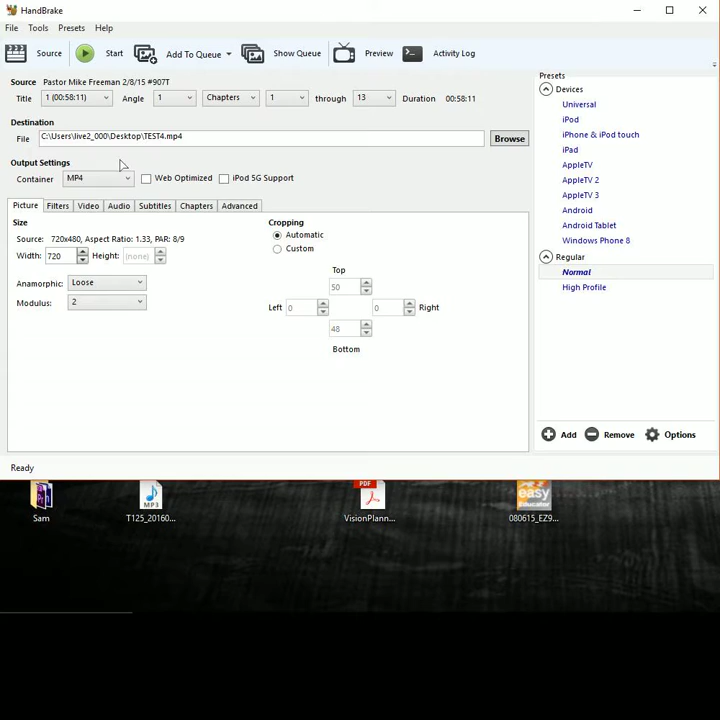 HandBrake
File Tools Presets Help
Source Start Add To Queue Show Queue Preview Activity Log
Source Pastor Mike Freeman 2/8/15 #907T
Title 1 (00:58:11) Angle 1 Chapters 1 through 13 Duration 00:58:11
Destination
File C:\Users\live2_000\Desktop\TEST4.mp4 Browse
Output Settings
Container MP4 Web Optimized iPod 5G Support
Picture Filters Video Audio Subtitles Chapters Advanced
Size
Source: 720x480, Aspect Ratio: 1.33, PAR: 8/9
Width: 720 Height: (none)
Anamorphic: Loose
Modulus: 2
Cropping
Automatic
Custom
Top
50
Left 0 0 Right
48
Bottom
Presets
Devices
Universal
iPod
iPhone & iPod touch
iPad
AppleTV
AppleTV 2
AppleTV 3
Android
Android Tablet
Windows Phone 8
Regular
Normal
High Profile
Add Remove Options
Ready
Prn
MP3
PDF
easy
Educator
Sam T125_20160... VisionPlann... 080615_EZ9...